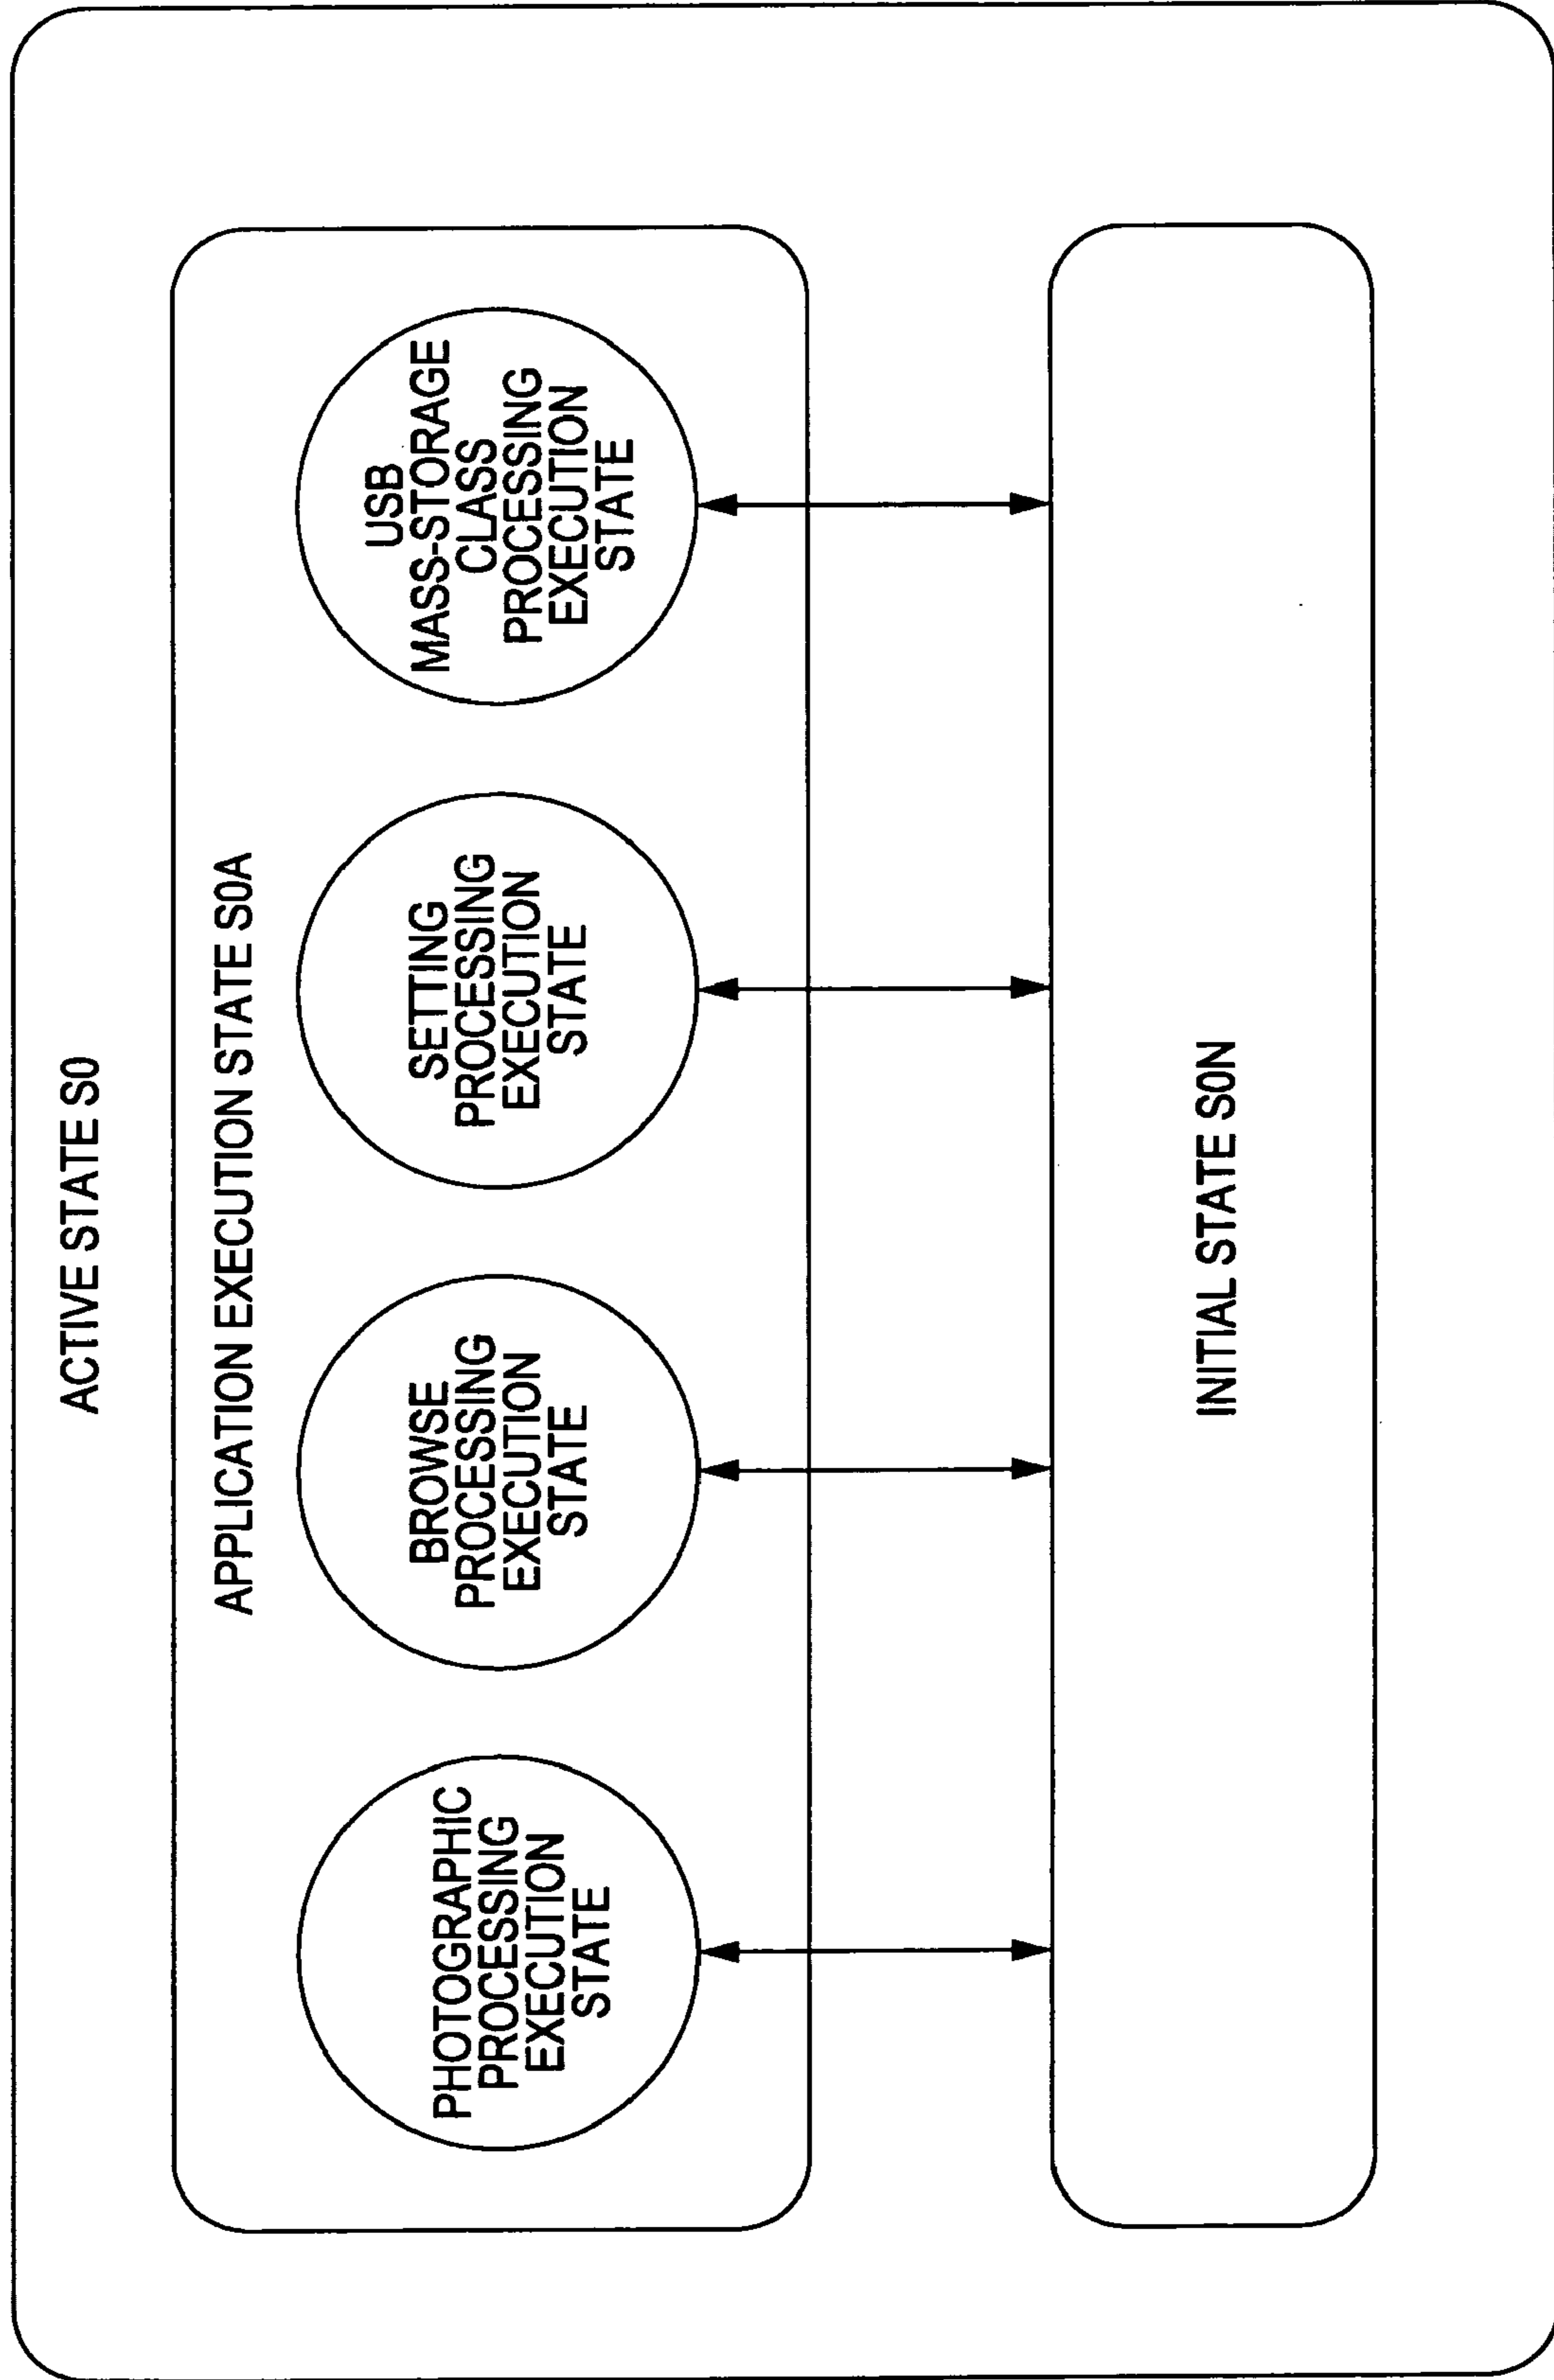 ACTIVE STATE S0
APPLICATION EXECUTION STATE S0A
PHOTOGRAPHIC
PROCESSING
EXECUTION
STATE
BROWSE
PROCESSING
EXECUTION
STATE
SETTING
PROCESSING
EXECUTION
STATE
USB
MASS-STORAGE
CLASS
PROCESSING
EXECUTION
STATE
INITIAL STATE S0N